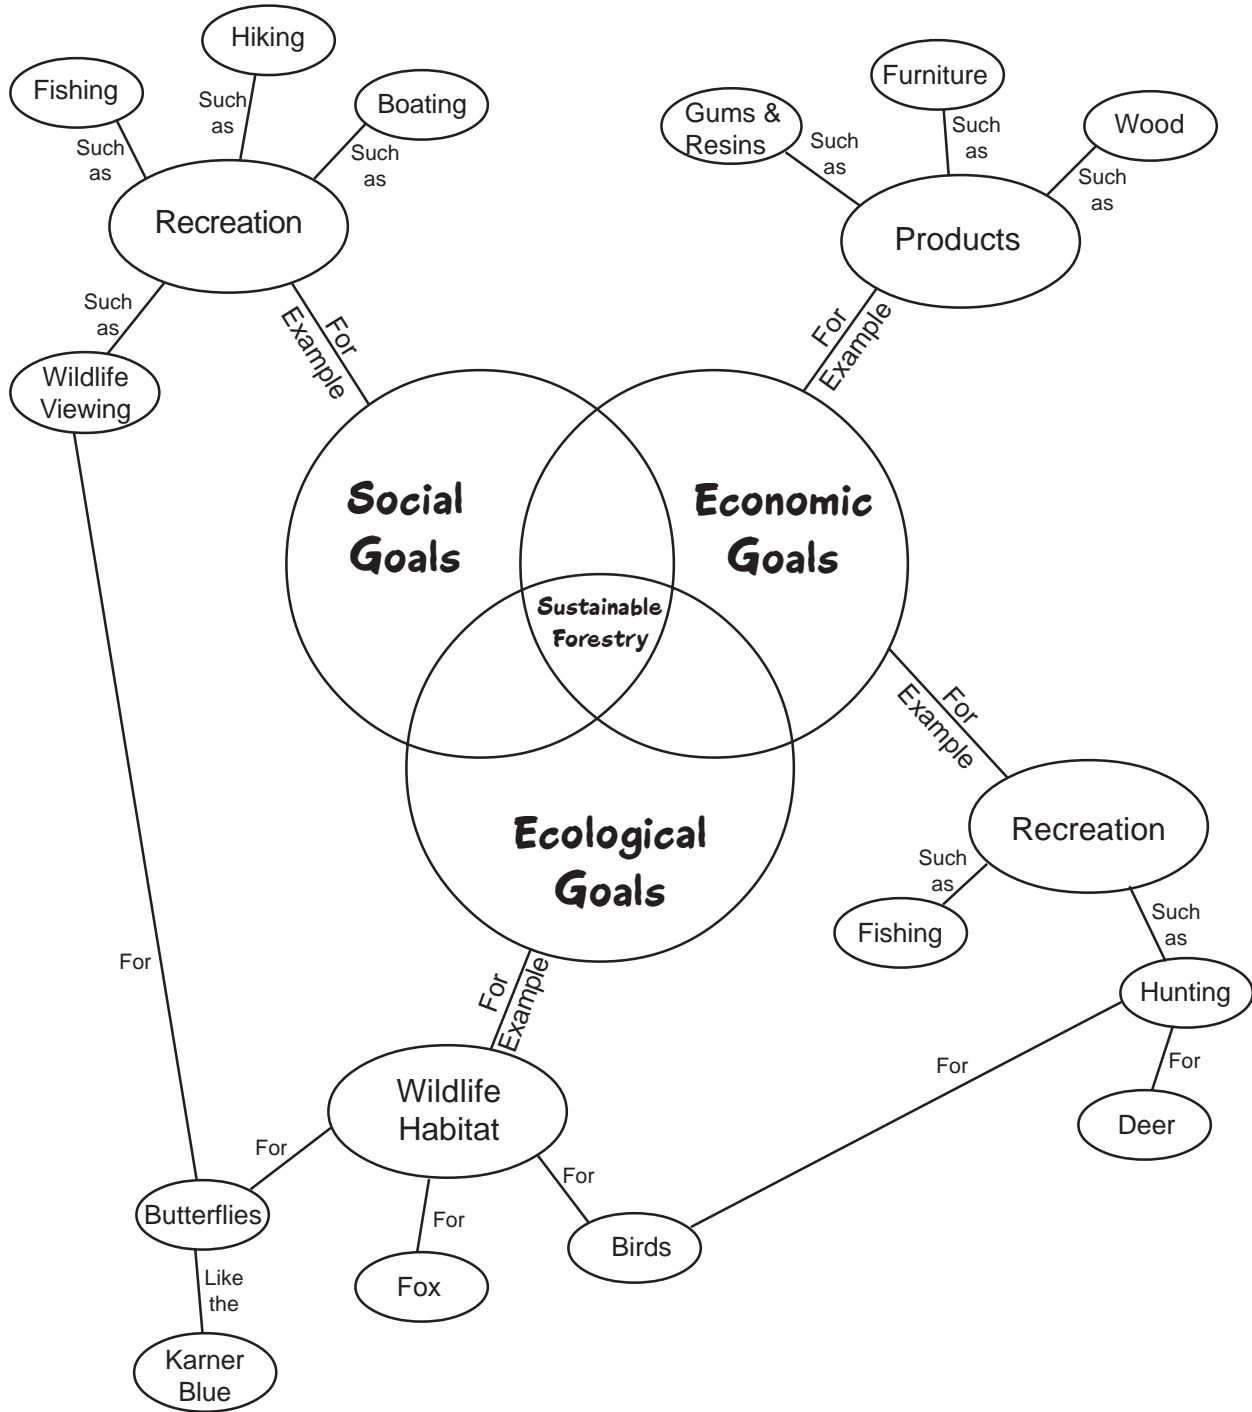 Hiking
Fishing
Boating
Such
as
Such
as
Such
as
Recreation
Such
as
Wildlife
Viewing
For
Example
Furniture
Gums &
Resins
Wood
Such
as
Such
as
Such
as
Products
For
Example
Social
Goals
Economic
Goals
Sustainable
Forestry
Ecological
Goals
For
Example
Recreation
Such
as
Fishing
Such
as
Hunting
For
Deer
For
For
For
Example
Wildlife
Habitat
For
For
For
Butterflies
Fox
Birds
Like
the
Karner
Blue